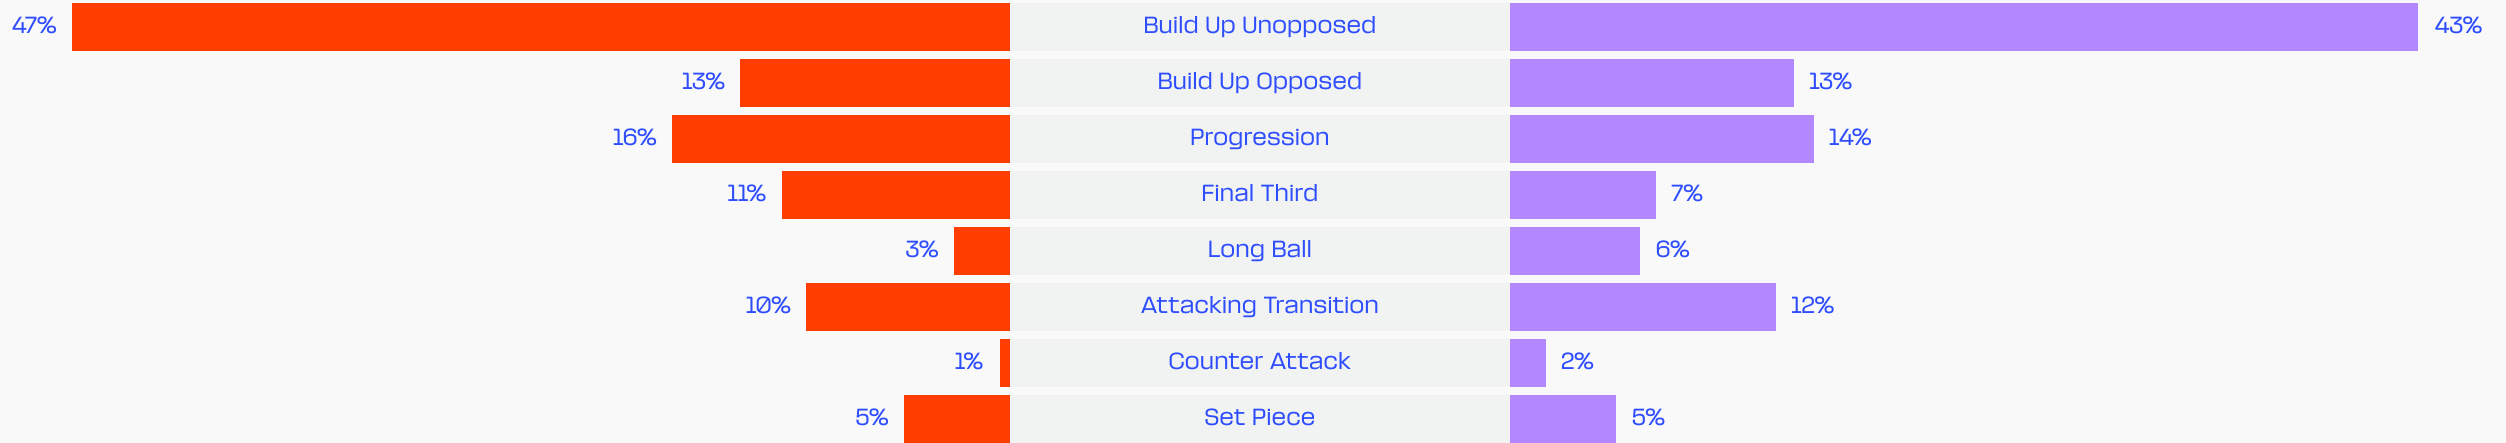 47% Build Up Unopposed 43%
13% Build Up Opposed 13%
16% Progression 14%
11% Final Third 7%
3% Long Ball 6%
10% Attacking Transition 12%
1% Counter Attack 2%
5% Set Piece 5%